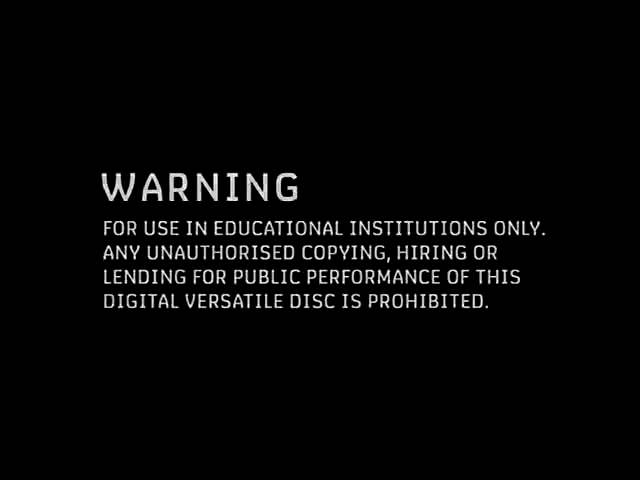 WARNING
FOR USE IN EDUCATIONAL INSTITUTIONS ONLY.
ANY UNAUTHORISED COPYING, HIRING OR
LENDING FOR PUBLIC PERFORMANCE OF THIS
DIGITAL VERSATILE DISC IS PROHIBITED.